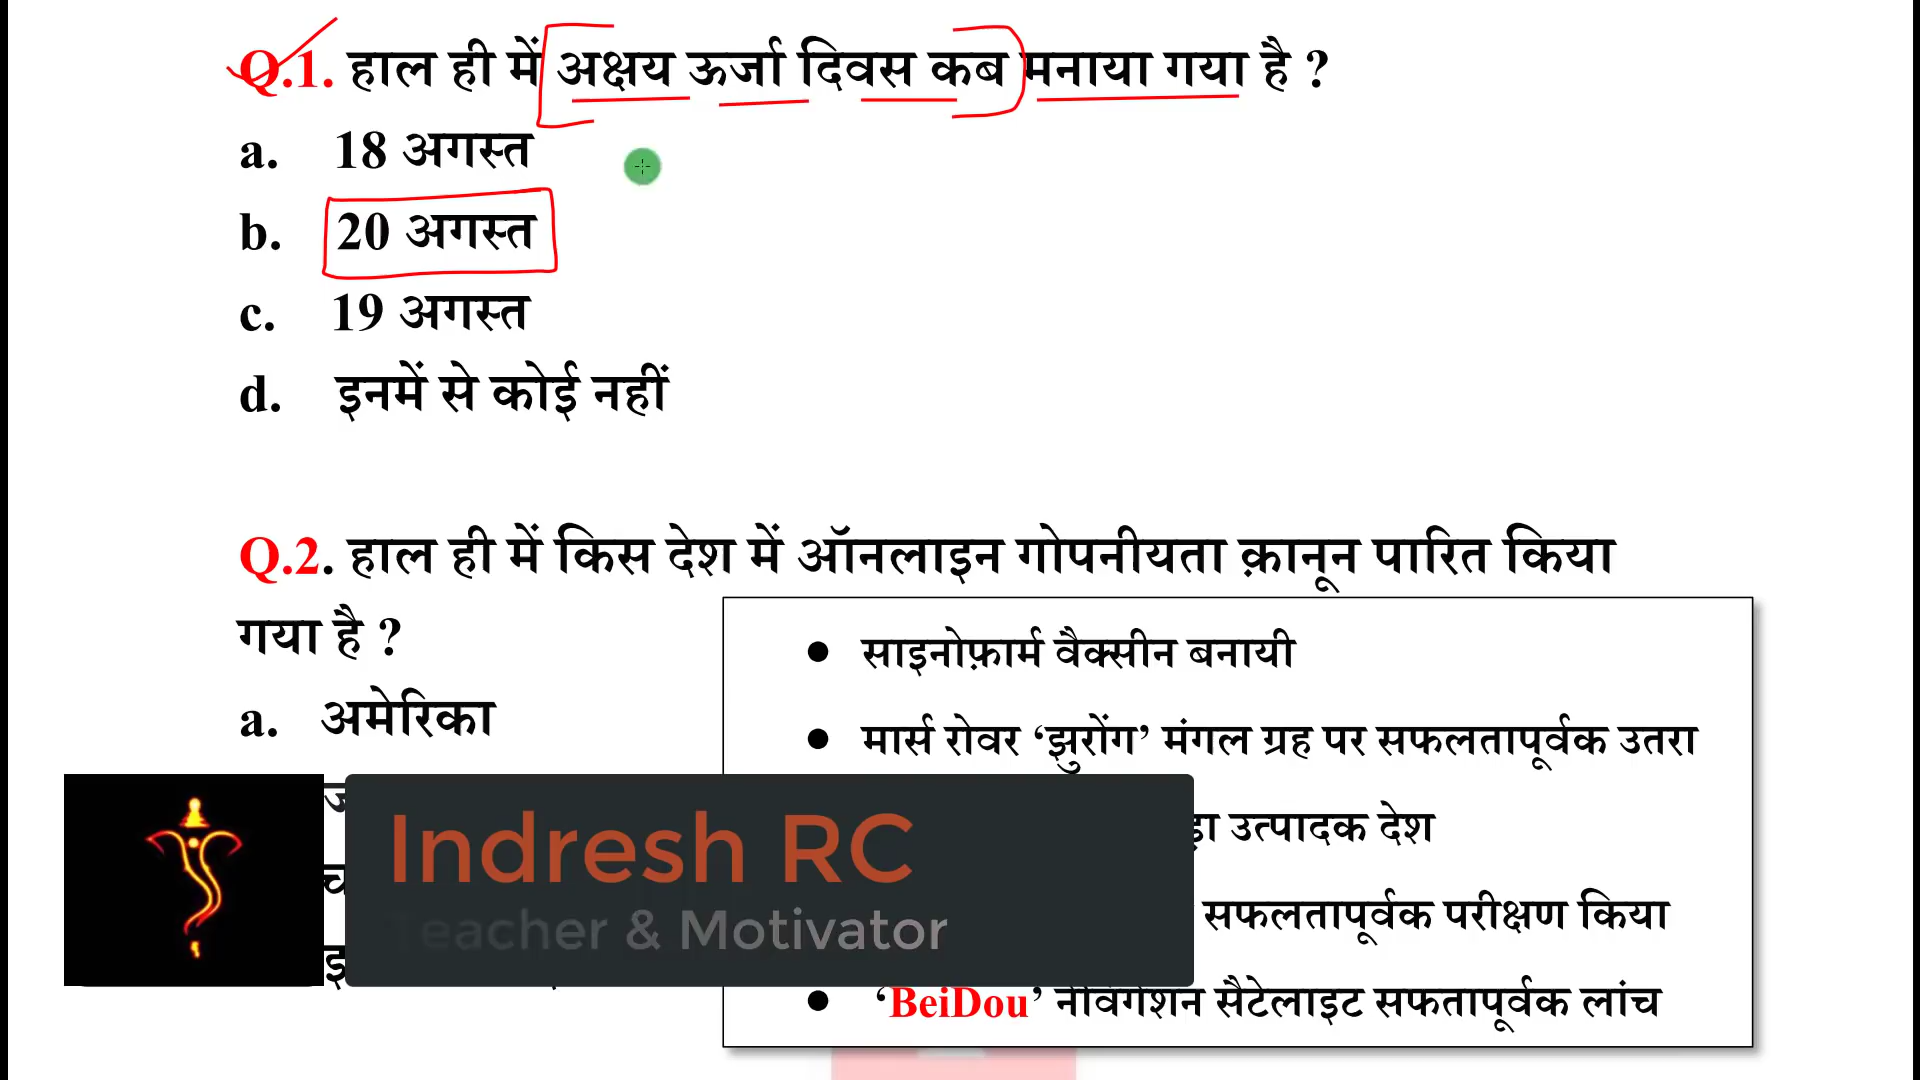 Q.1. हाल ही में अक्षय ऊर्जा दिवस कब मनाया गया है ?
a. 18 अगस्त
b. 20 अगस्त
c. 19 अगस्त
d. इनमें से कोई नहीं
Q.2. हाल ही में किस देश में ऑनलाइन गोपनीयता क़ानून पारित किया
गया है ?
a. अमेरिका
● साइनोफ़ार्म वैक्सीन बनायी
● मार्स रोवर ‘झुरोंग’ मंगल ग्रह पर सफलतापूर्वक उतरा
उत्पादक देश
सफलतापूर्वक परीक्षण किया
● ‘BeiDou’ नेविगेशन सैटेलाइट सफतापूर्वक लांच
Indresh RC
Teacher & Motivator